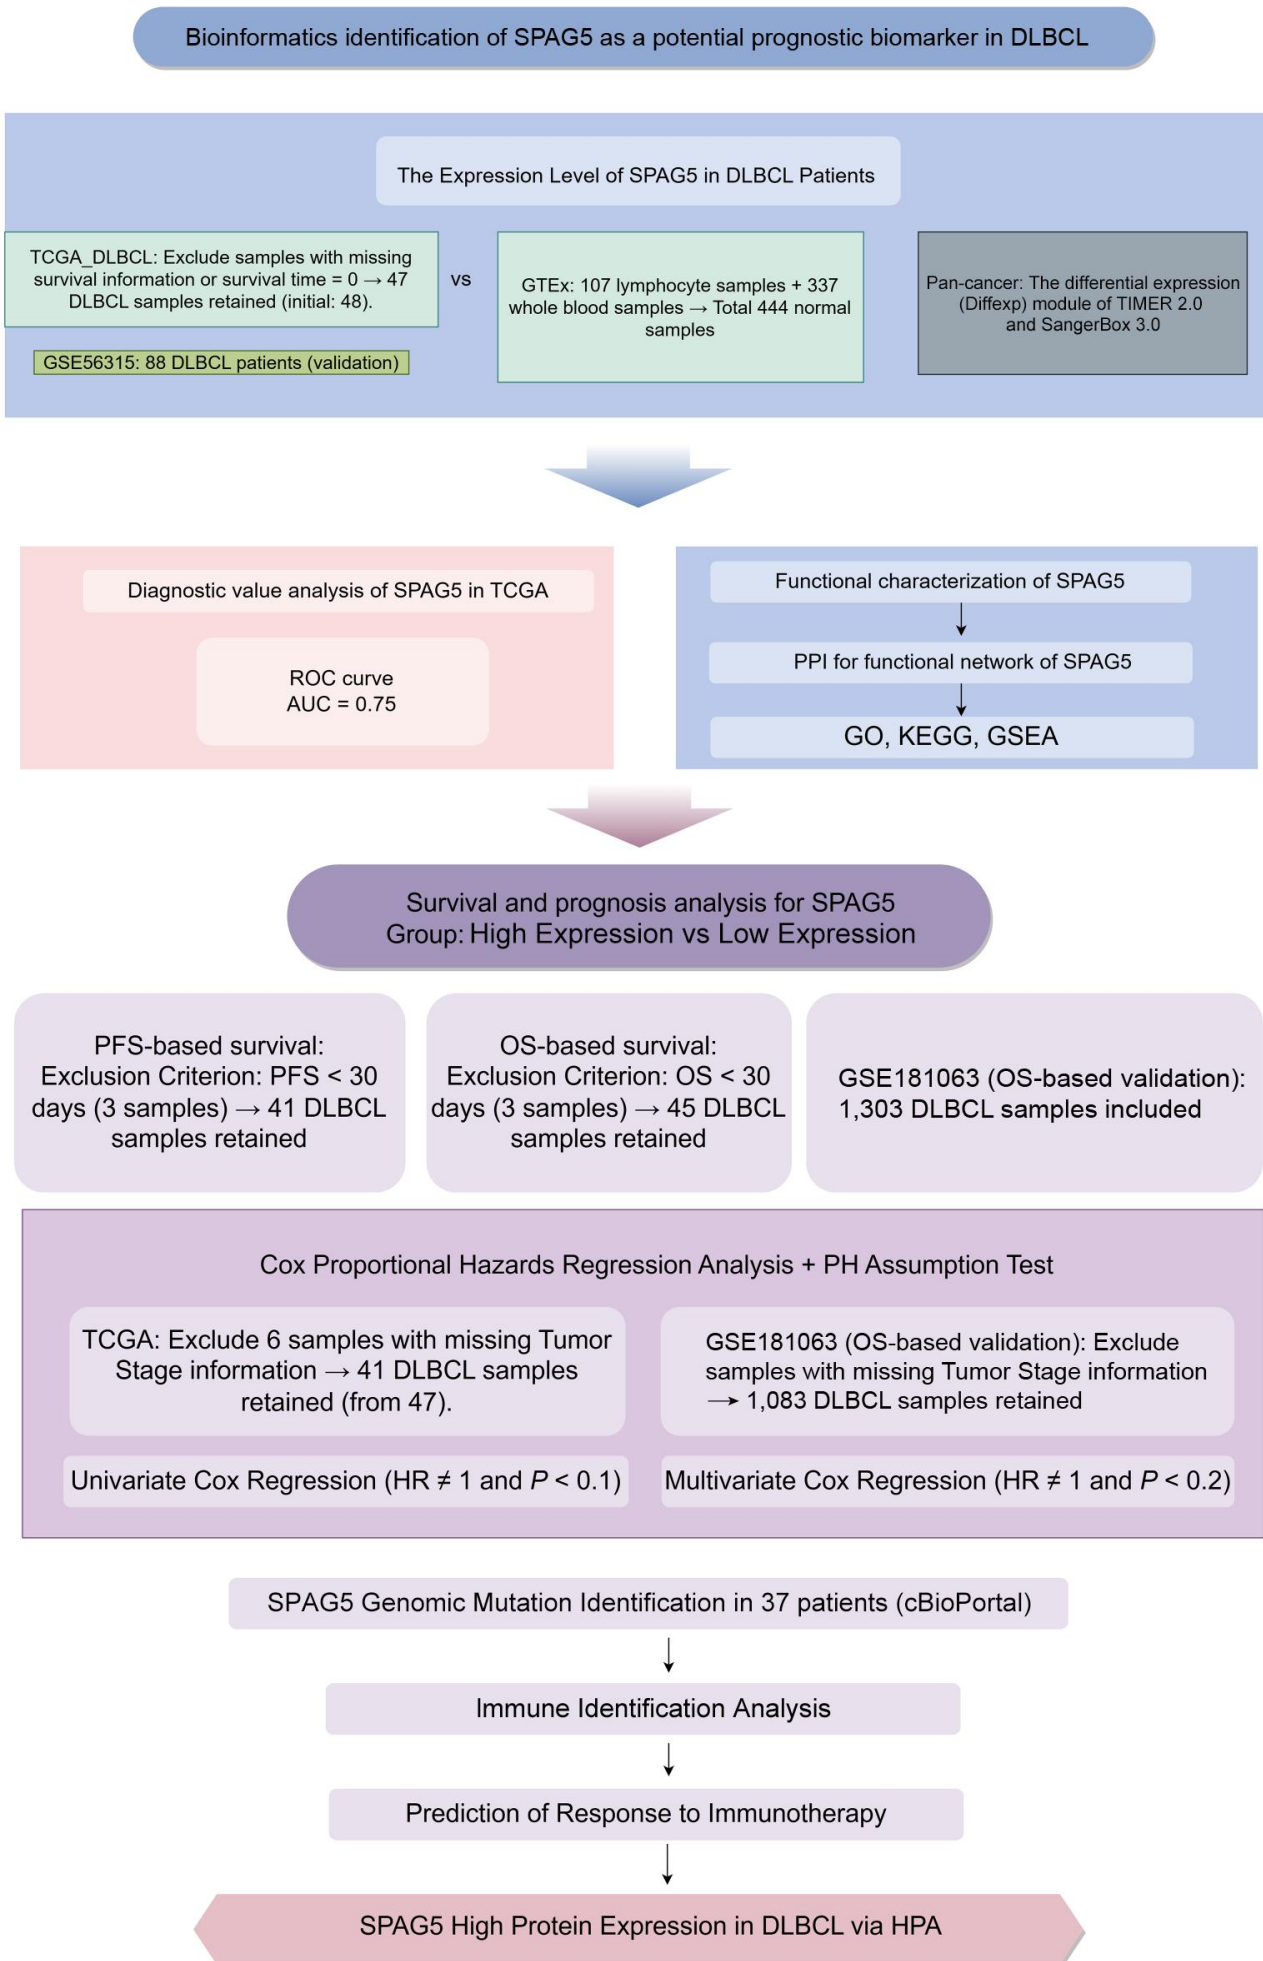 Bioinformatics identification of SPAG5 as a potential prognostic biomarker in DLBCL
The Expression Level of SPAG5 in DLBCL Patients
TCGA_DLBCL: Exclude samples with missing
survival information or survival time = 0 → 47
DLBCL samples retained (initial: 48).
GSE56315: 88 DLBCL patients (validation)
vs
GTEx: 107 lymphocyte samples + 337
whole blood samples → Total 444 normal
samples
Pan-cancer: The differential expression
(Diffexp) module of TIMER 2.0
and SangerBox 3.0
Diagnostic value analysis of SPAG5 in TCGA
ROC curve
AUC = 0.75
Functional characterization of SPAG5
PPI for functional network of SPAG5
GO, KEGG, GSEA
Survival and prognosis analysis for SPAG5
Group: High Expression vs Low Expression
PFS-based survival:
Exclusion Criterion: PFS < 30
days (3 samples) → 41 DLBCL
samples retained
OS-based survival:
Exclusion Criterion: OS < 30
days (3 samples) → 45 DLBCL
samples retained
GSE181063 (OS-based validation):
1,303 DLBCL samples included
Cox Proportional Hazards Regression Analysis + PH Assumption Test
TCGA: Exclude 6 samples with missing Tumor
Stage information → 41 DLBCL samples
retained (from 47).
GSE181063 (OS-based validation): Exclude
samples with missing Tumor Stage information
→ 1,083 DLBCL samples retained
Univariate Cox Regression (HR ≠ 1 and P < 0.1)
Multivariate Cox Regression (HR ≠ 1 and P < 0.2)
SPAG5 Genomic Mutation Identification in 37 patients (cBioPortal)
Immune Identification Analysis
Prediction of Response to Immunotherapy
SPAG5 High Protein Expression in DLBCL via HPA